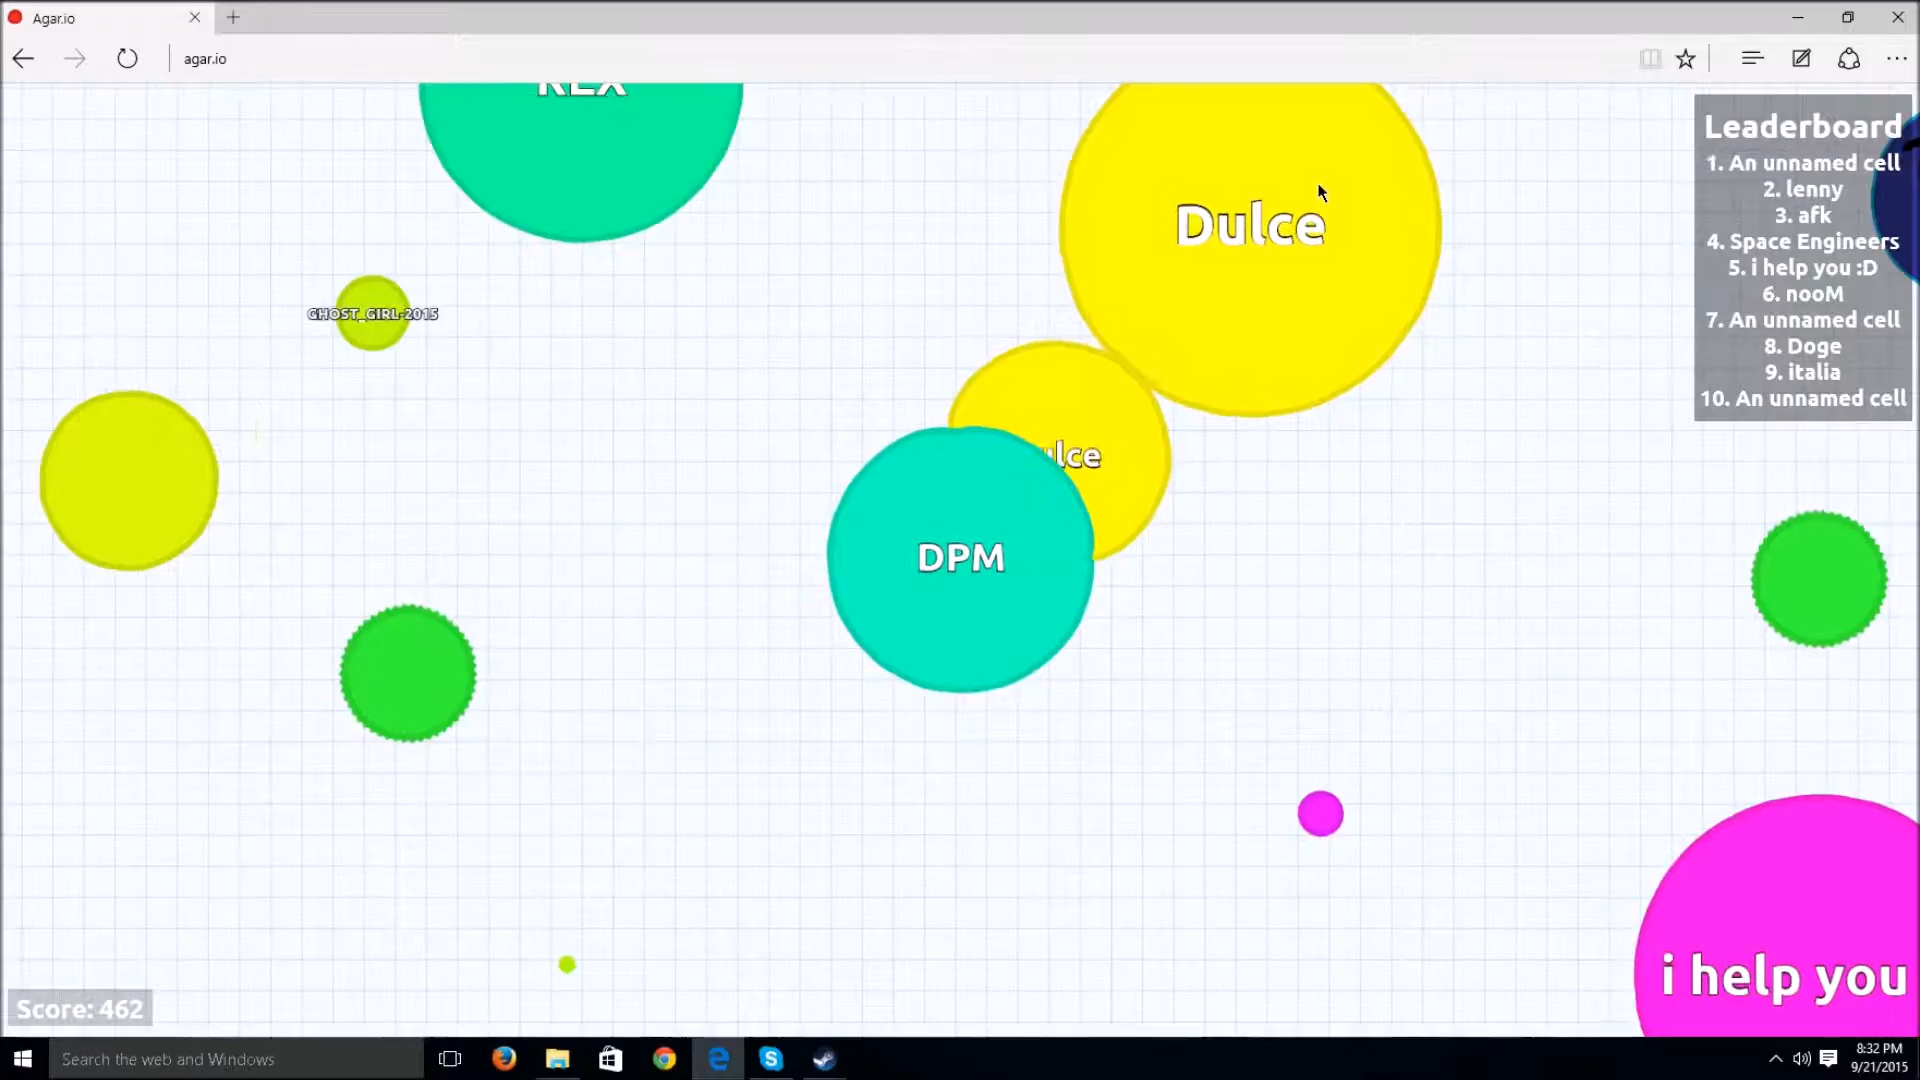 Agar.io
agar.io
REX
Dulce
GHOST_GIRL-2015
DPM
i help you
Leaderboard
1. An unnamed cell
2. lenny
3. afk
4. Space Engineers
5. i help you :D
6. nooM
7. An unnamed cell
8. Doge
9. italia
10. An unnamed cell
Score: 462
Search the web and Windows
8:32 PM
9/21/2015